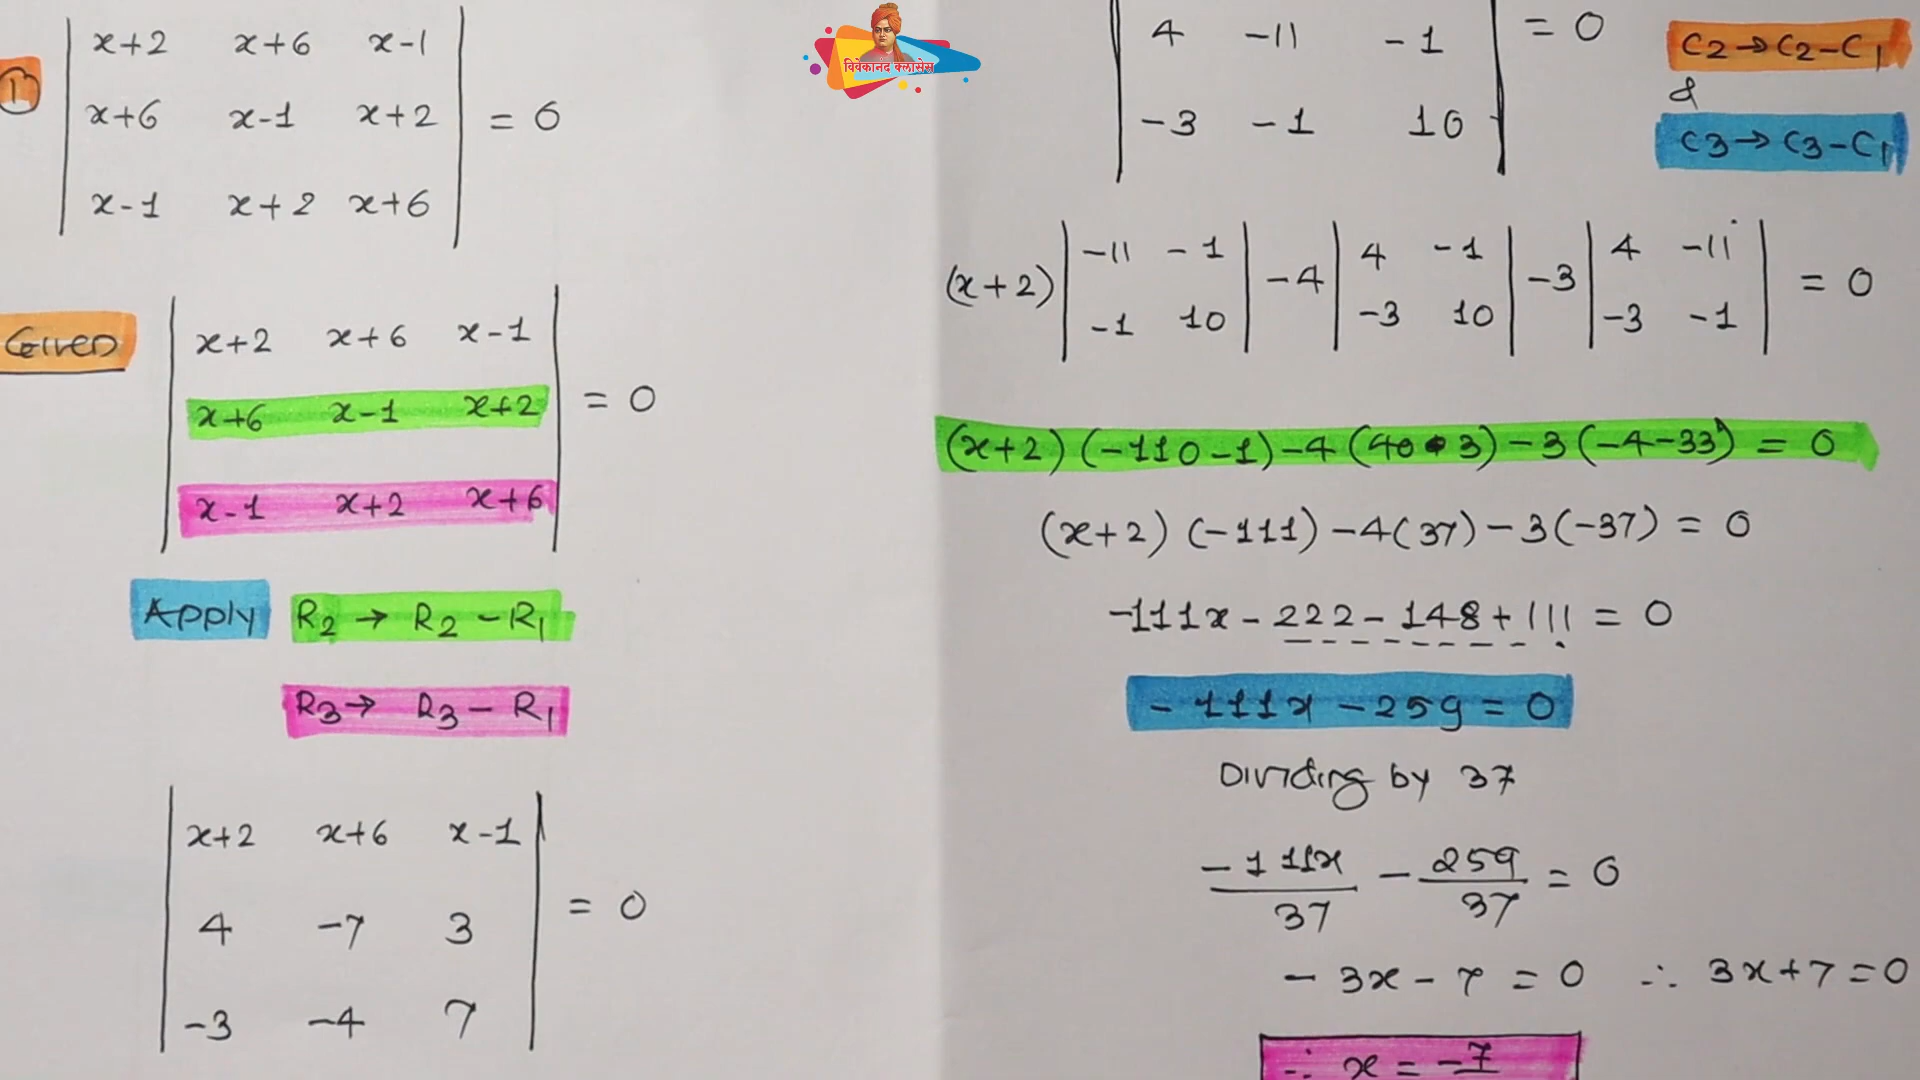 1
x+2 x+6 x-1
x+6 x-1 x+2 = 0
x-1 x+2 x+6
Given
x+2 x+6 x-1
x+6 x-1 x+2 = 0
x-1 x+2 x+6
Apply R2 → R2 - R1
R3 → R3 - R1
x+2 x+6 x-1
4 -7 3 = 0
-3 -4 7
विवेकानंद क्लासेस
4 -11 -1 = 0
-3 -1 10
C2 → C2 - C1
&
C3 → C3 - C1
(x+2) | -11 -1 | -4 | 4 -1 | -3 | 4 -11 | = 0
| -1 10 | | -3 10 | | -3 -1 |
(x+2) (-110-1) -4 (40 - 3) -3 (-4-33) = 0
(x+2) (-111) -4(37) -3(-37) = 0
-111x - 222 - 148 + 111 = 0
-111x - 259 = 0
Dividing by 37
-111x/37 - 259/37 = 0
- 3x - 7 = 0 ∴ 3x + 7 = 0
∴ x = -7